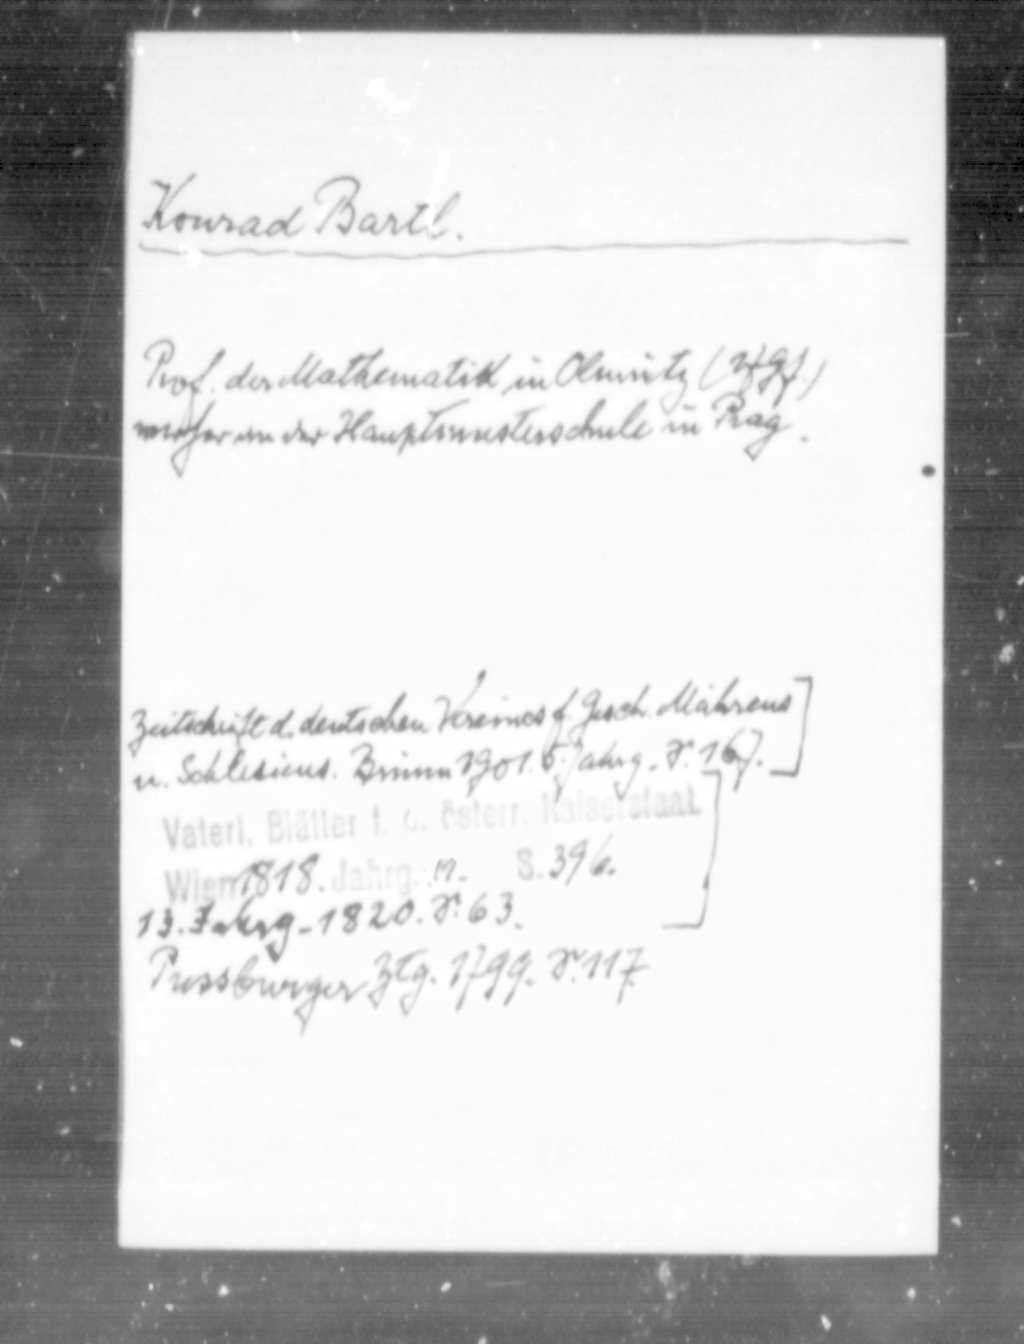 Konrad Bartl.
Prof. der Mathematik in Olmütz
vorher an der Hauptmusterschule in Prag.
Zeitschrift d. deutschen Vereines f. Gesch. Mährens
u. Schlesiens. Brünn 1901. 5. Jahrg. S. 167.
Vaterl. Blätter f. d. österr. Kaiserstaat
Wien 1818. Jahrg. S. 396.
13. Jahrg. 1820. S. 63.
Pressburger Ztg. 1799. S. 117